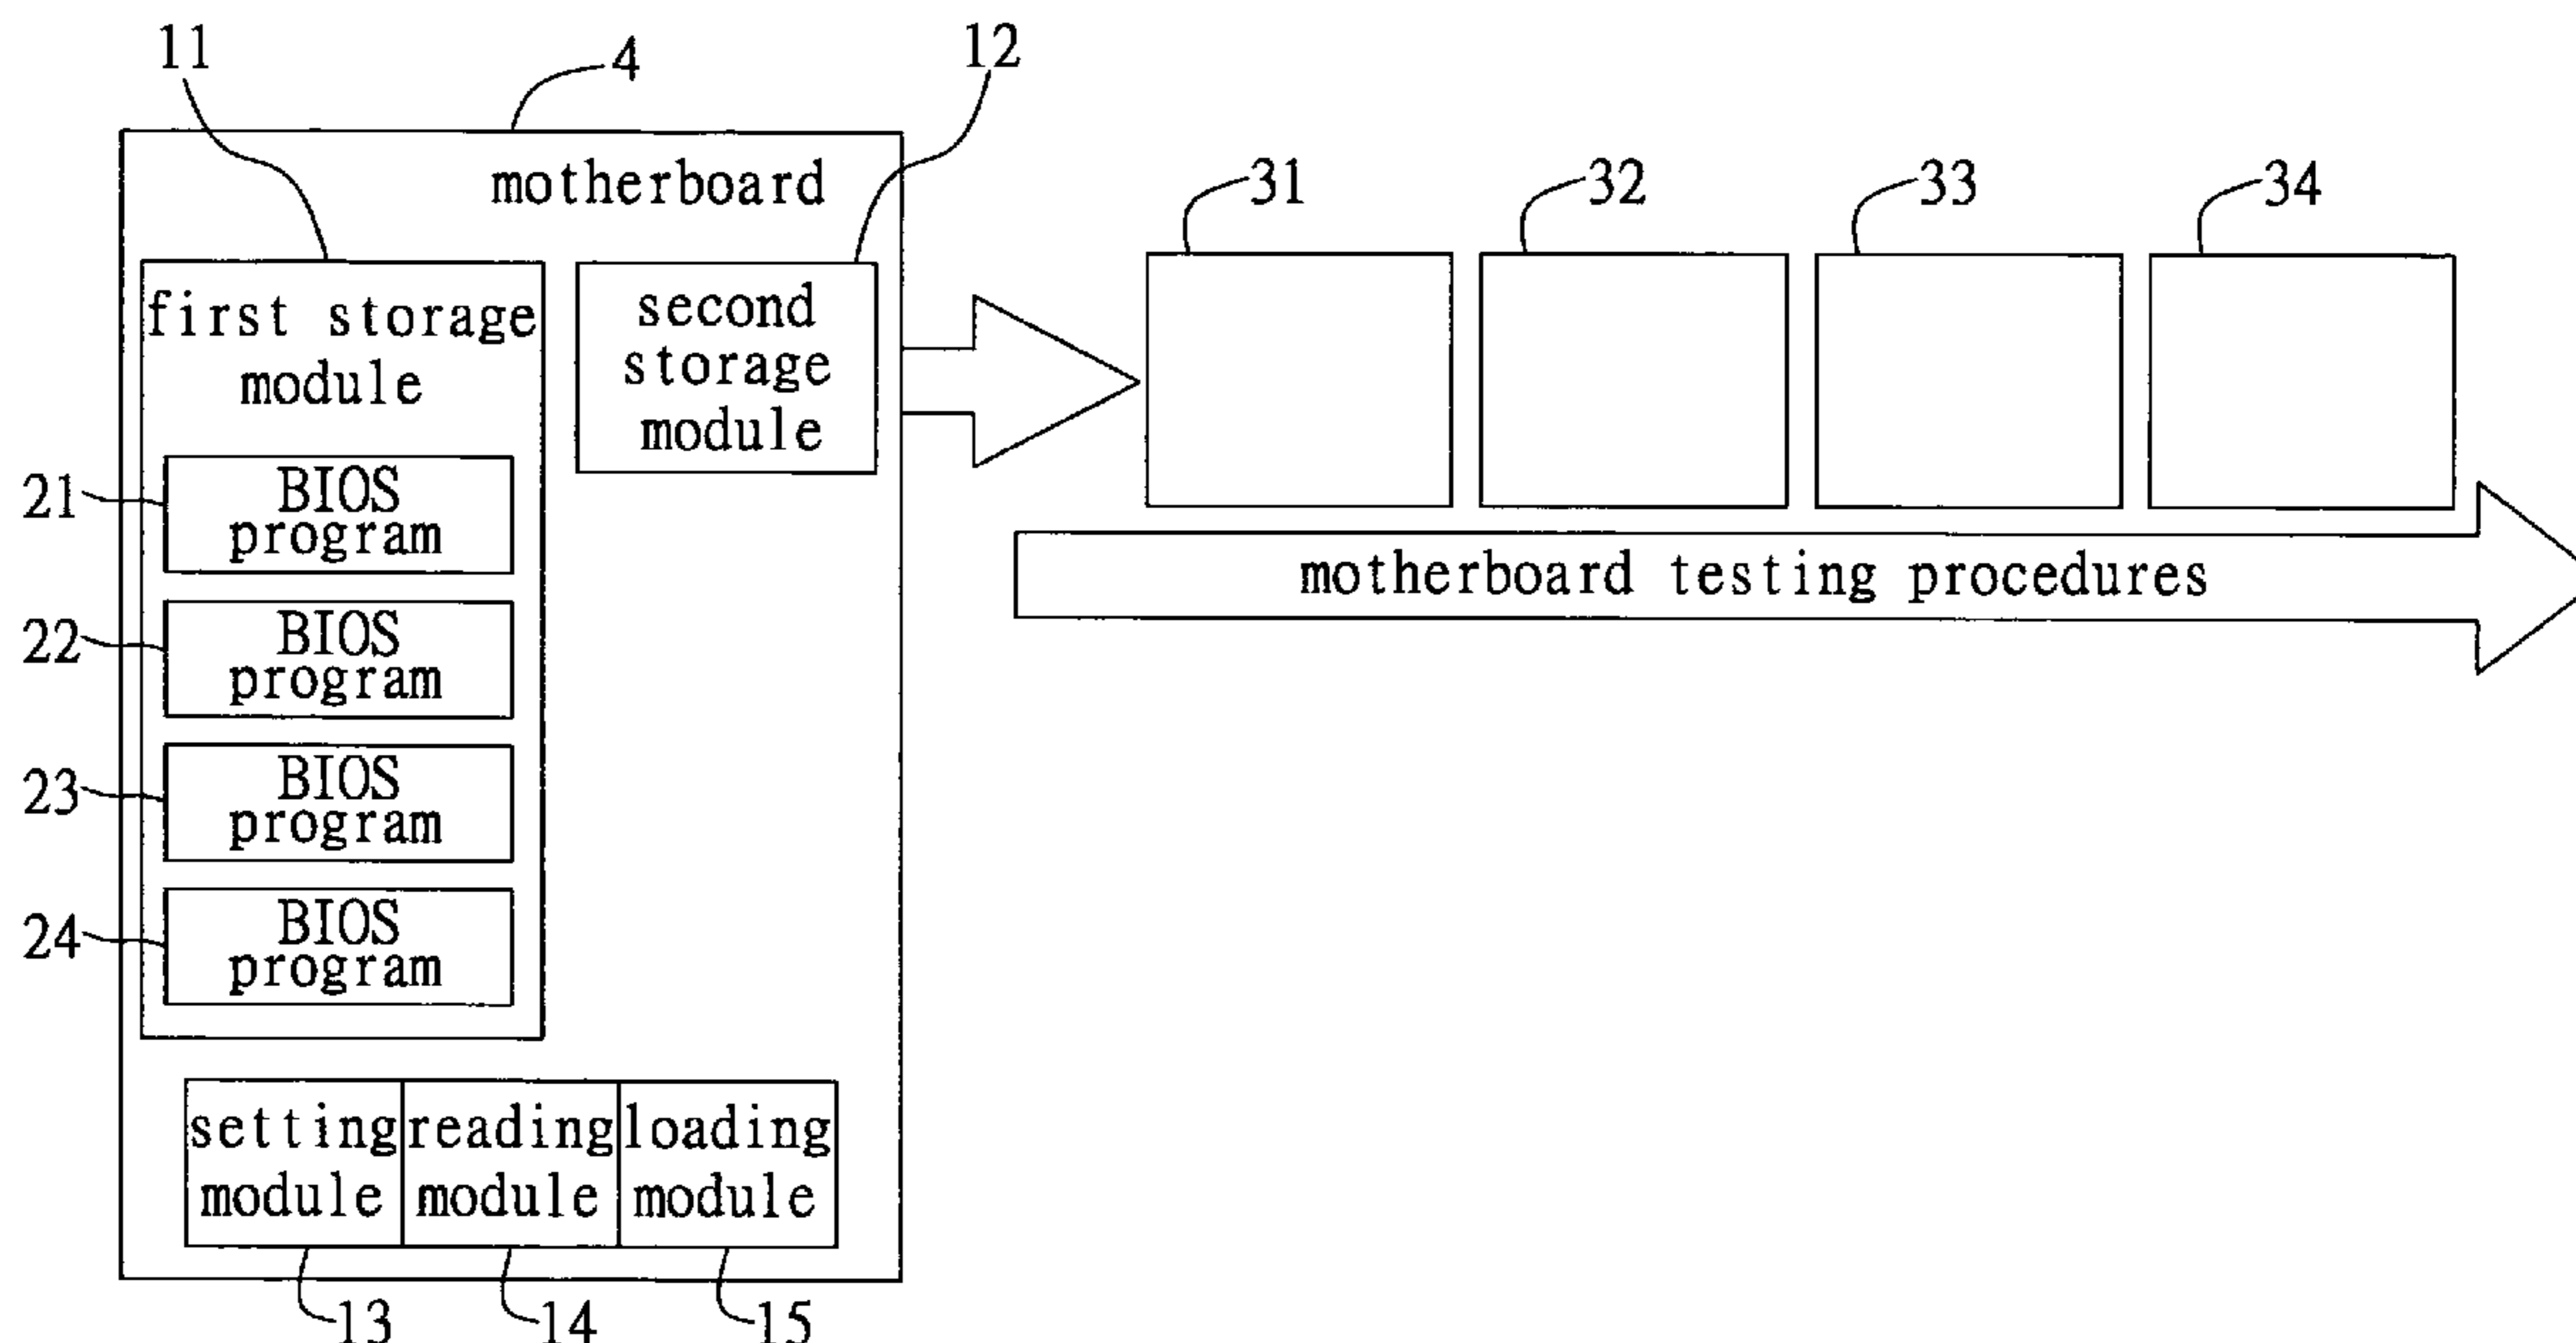 11
4
12
motherboard
31
32
33
34
first storage
module
second
storage
module
21
BIOS
program
22
BIOS
program
23
BIOS
program
24
BIOS
program
motherboard testing procedures
setting
module
reading
module
loading
module
13
14
15